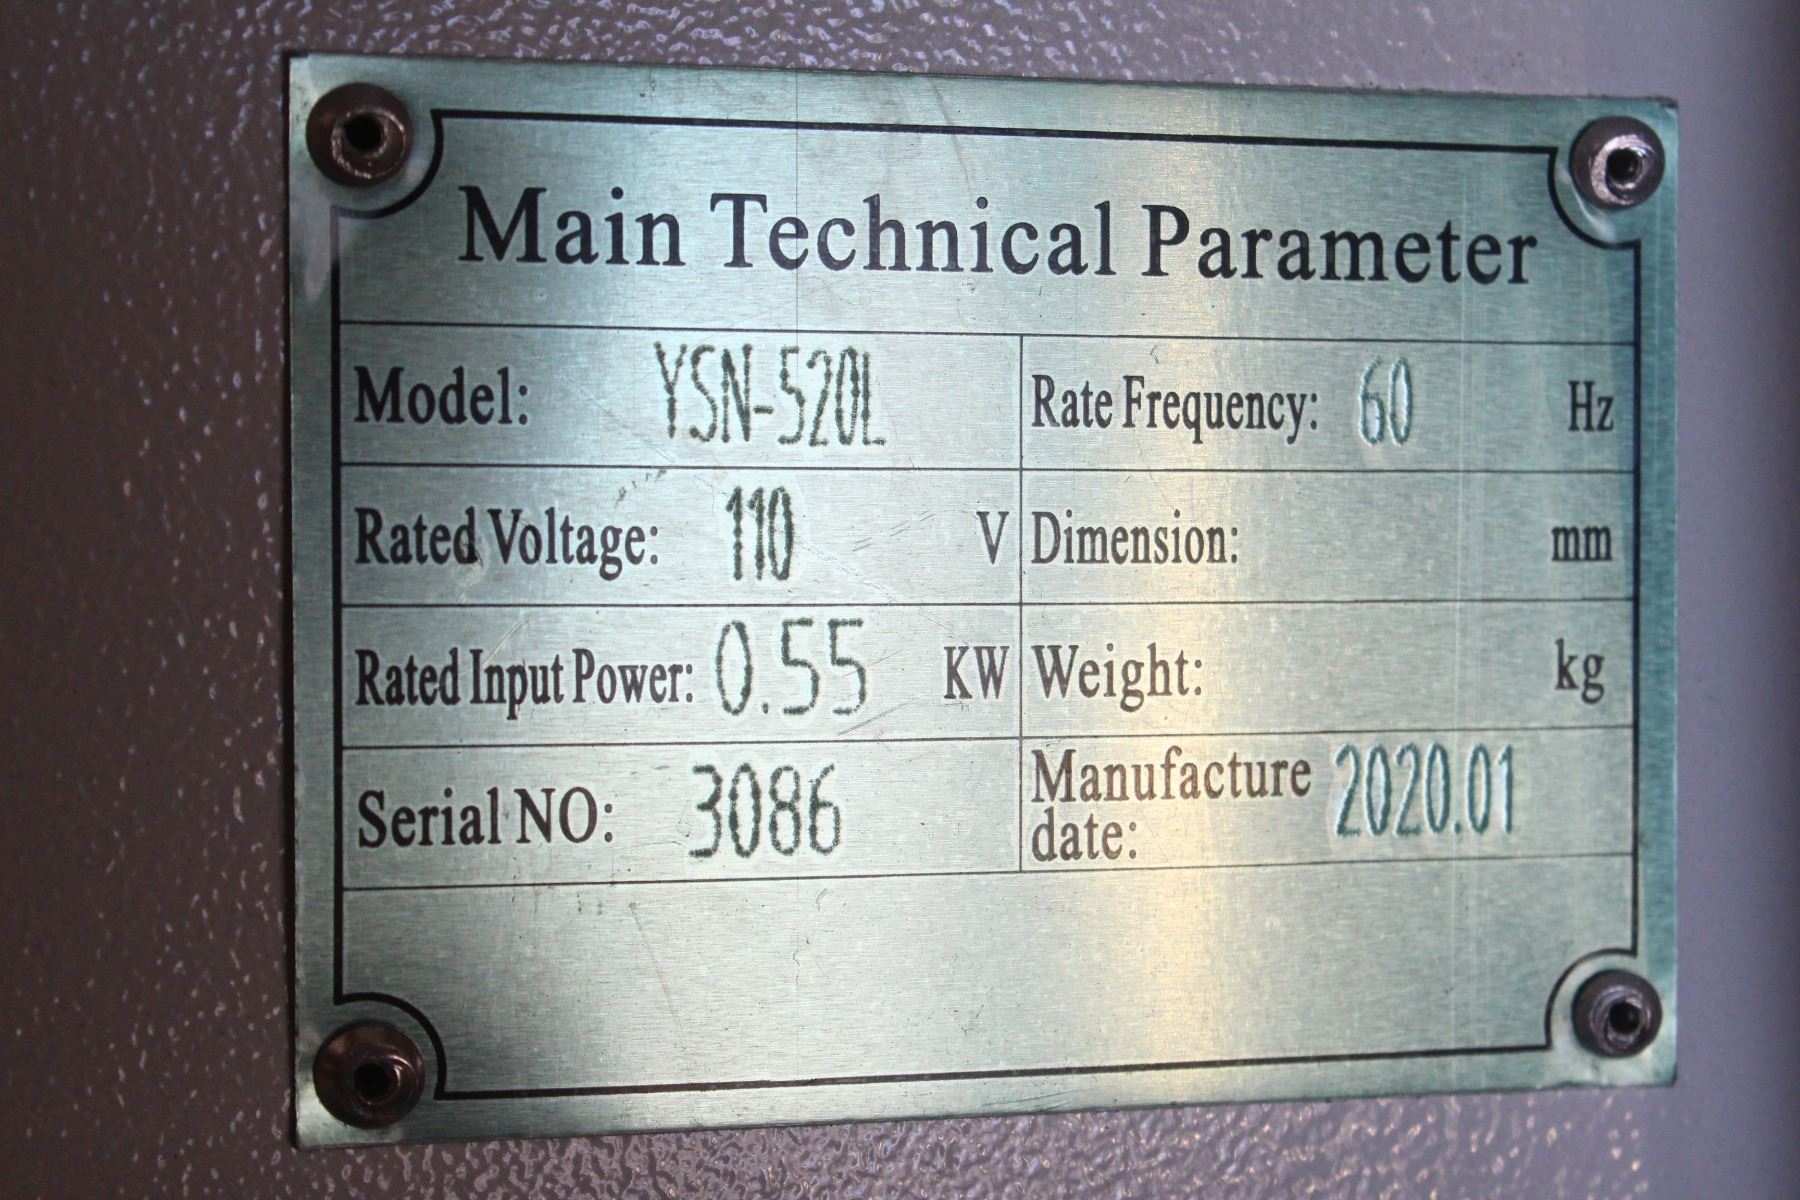 Main Technical Parameter
Model: YSN-520L Rate Frequency: 60 Hz
Rated Voltage: 110 V Dimension: mm
Rated Input Power: 0.55 KW Weight: kg
Serial NO: 3086 Manufacture date: 2020.01